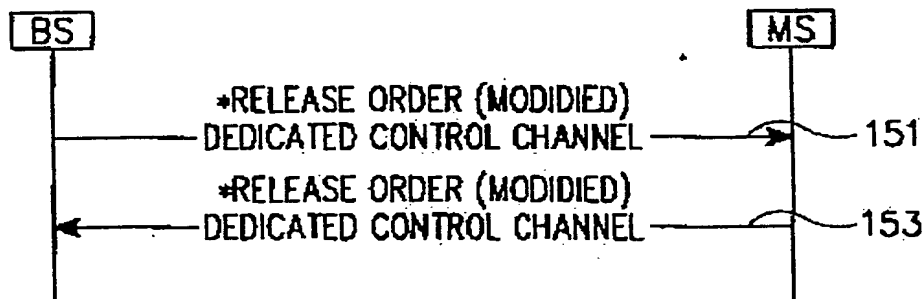 BS
MS
*RELEASE ORDER (MODIDIED)
DEDICATED CONTROL CHANNEL
151
*RELEASE ORDER (MODIDIED)
DEDICATED CONTROL CHANNEL
153